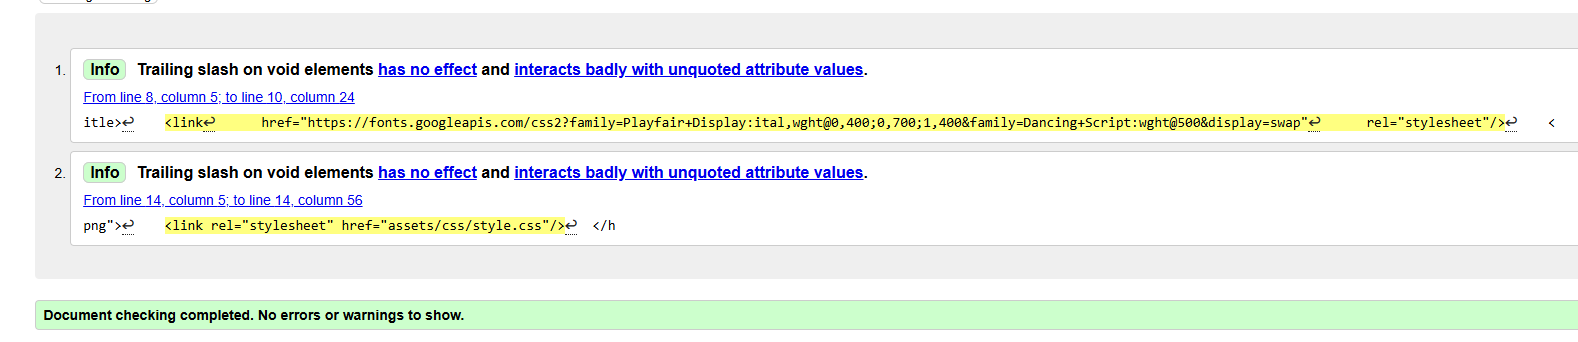 1. Info Trailing slash on void elements has no effect and interacts badly with unquoted attribute values.
From line 8, column 5; to line 10, column 24
itle>↩    <link↩      href="https://fonts.googleapis.com/css2?family=Playfair+Display:ital,wght@0,400;0,700;1,400&family=Dancing+Script:wght@500&display=swap"↩      rel="stylesheet"/>↩    <
2. Info Trailing slash on void elements has no effect and interacts badly with unquoted attribute values.
From line 14, column 5; to line 14, column 56
png">↩    <link rel="stylesheet" href="assets/css/style.css"/>↩  </h
Document checking completed. No errors or warnings to show.